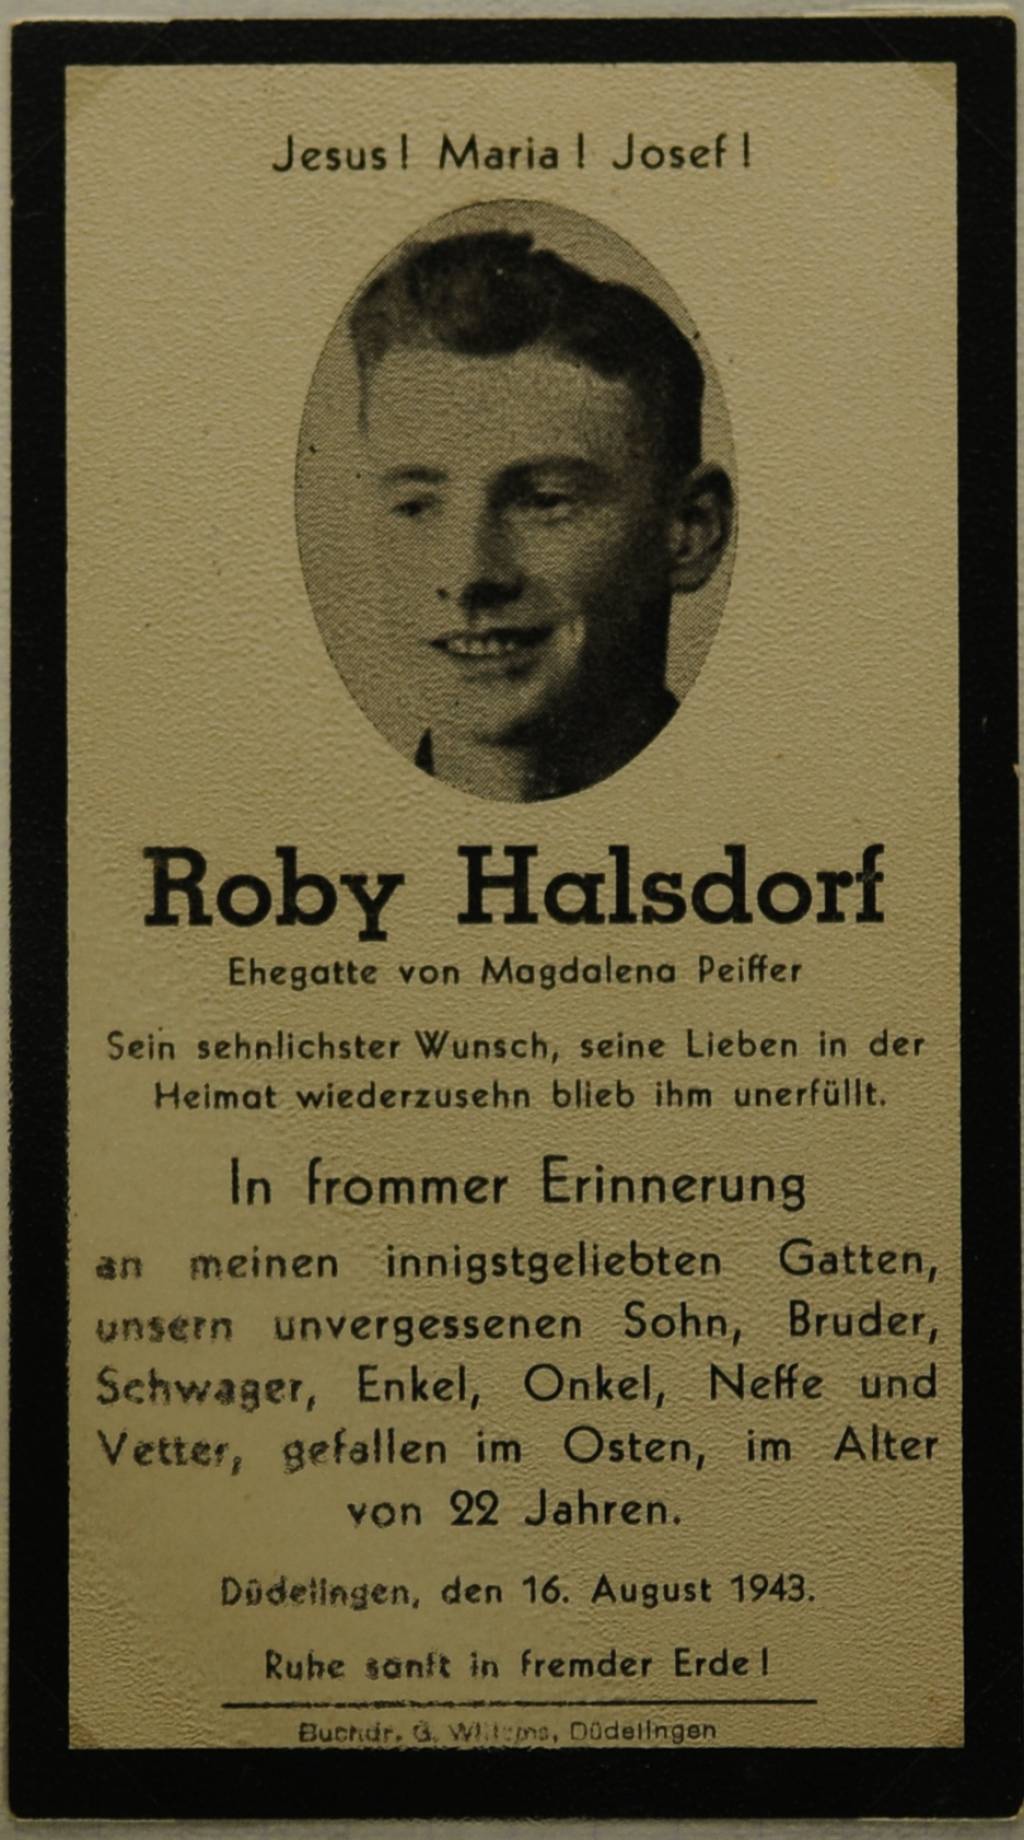 Jesus! Maria! Josef!
Roby Halsdorf
Ehegatte von Magdalena Peiffer
Sein sehnlichster Wunsch, seine Lieben in der
Heimat wiederzusehn blieb ihm unerfüllt.
In frommer Erinnerung
an meinen innigstgeliebten Gatten,
unsern unvergessenen Sohn, Bruder,
Schwager, Enkel, Onkel, Neffe und
Vetter, gefallen im Osten, im Alter
von 22 Jahren.
Düdelingen, den 16. August 1943.
Ruhe sanft in fremder Erde!
Buchdr. G. Willems, Düdelingen